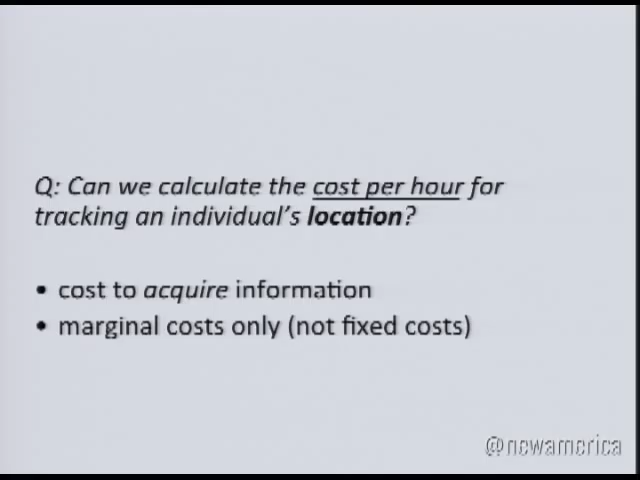 Q: Can we calculate the cost per hour for
tracking an individual's location?
• cost to acquire information
• marginal costs only (not fixed costs)
@newamerica